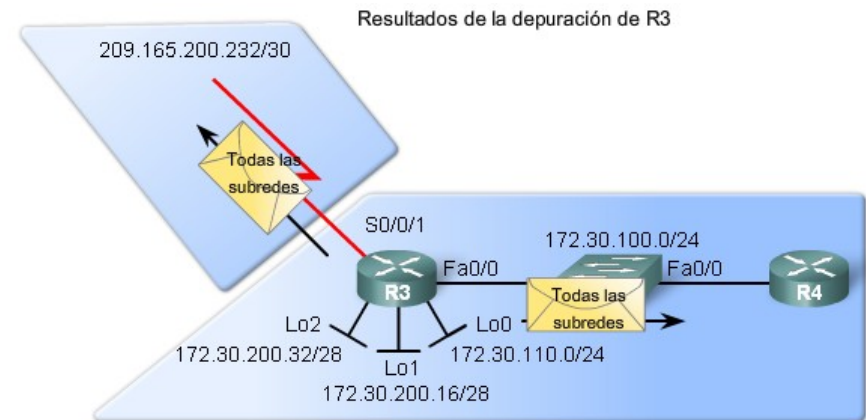 Resultados de la depuración de R3
209.165.200.232/30
Todas las
subredes
S0/0/1
172.30.100.0/24
Fa0/0
Fa0/0
R3
R4
Todas las
subredes
Lo2
Lo0
172.30.200.32/28
172.30.110.0/24
Lo1
172.30.200.16/28